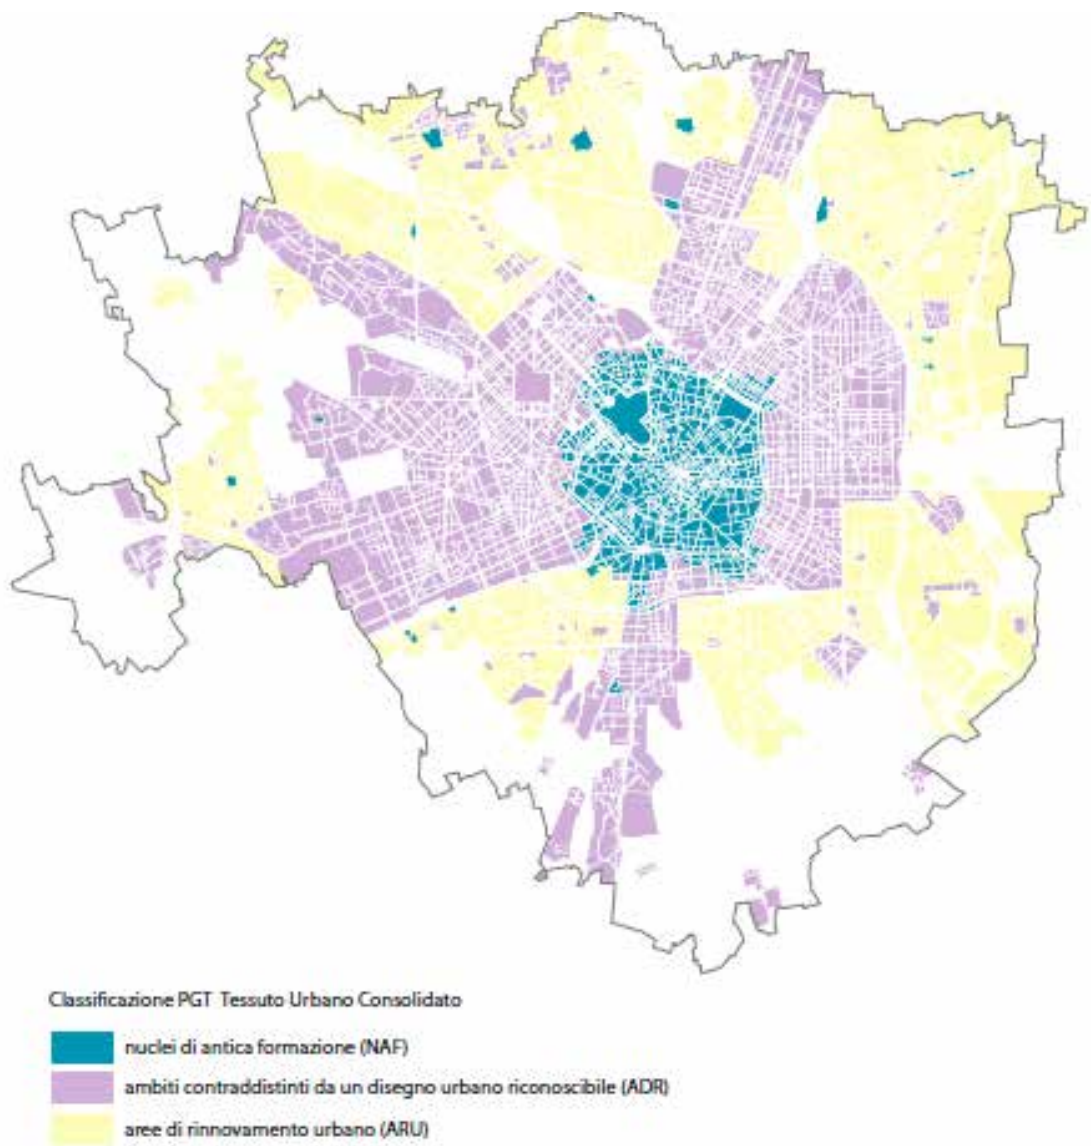 Classificazione PGT Tessuto Urbano Consolidato
nuclei di antica formazione (NAF)
ambiti contraddistinti da un disegno urbano riconoscibile (ADR)
aree di rinnovamento urbano (ARU)